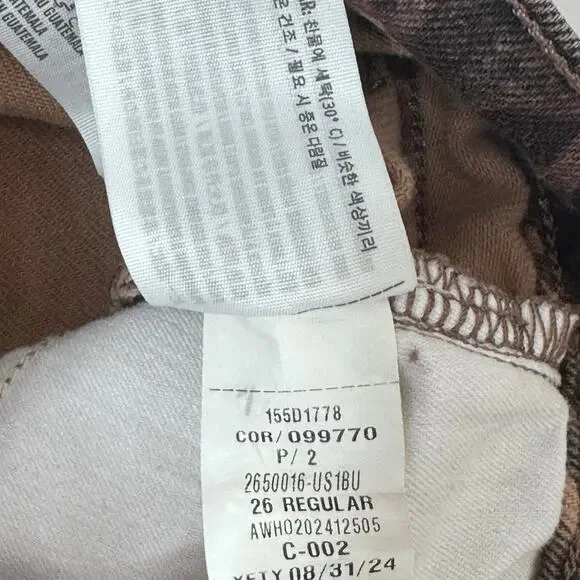 GUATEMALA
GUATEMALA
찬물에 세탁(30° C)/비슷한 색상끼리
건조/필요 시 중온 다림질
155D1778
COR/099770
P/ 2
2650016-US1BU
26 REGULAR
AWH0202412505
C-002
08/31/24